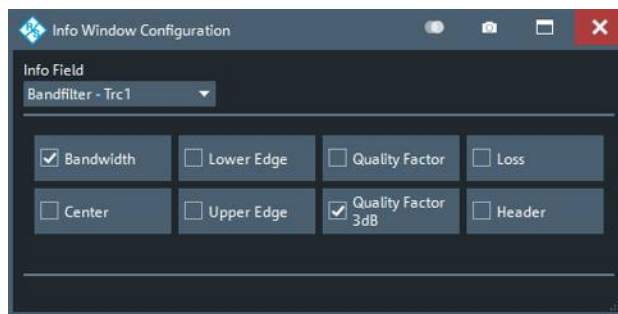 Info Window Configuration
Info Field
Bandfilter - Trc1
Bandwidth
Lower Edge
Quality Factor
Loss
Center
Upper Edge
Quality Factor
3dB
Header